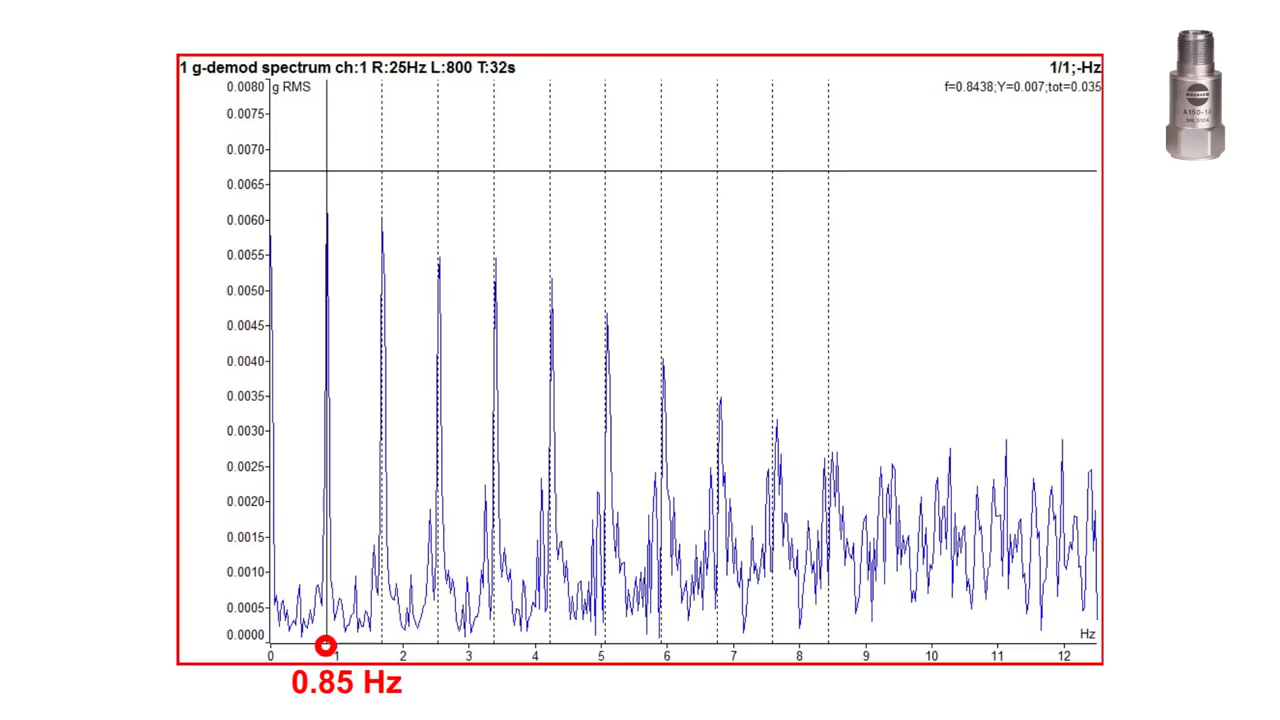 1 g-demod spectrum ch:1 R:25Hz L:800 T:32s 1/1;-Hz
g RMS f=0.8438;Y=0.007;tot=0.035
0.0080
0.0075
0.0070
0.0065
0.0060
0.0055
0.0050
0.0045
0.0040
0.0035
0.0030
0.0025
0.0020
0.0015
0.0010
0.0005
0.0000
Hz
0 1 2 3 4 5 6 7 8 9 10 11 12
0.85 Hz
A150-1A